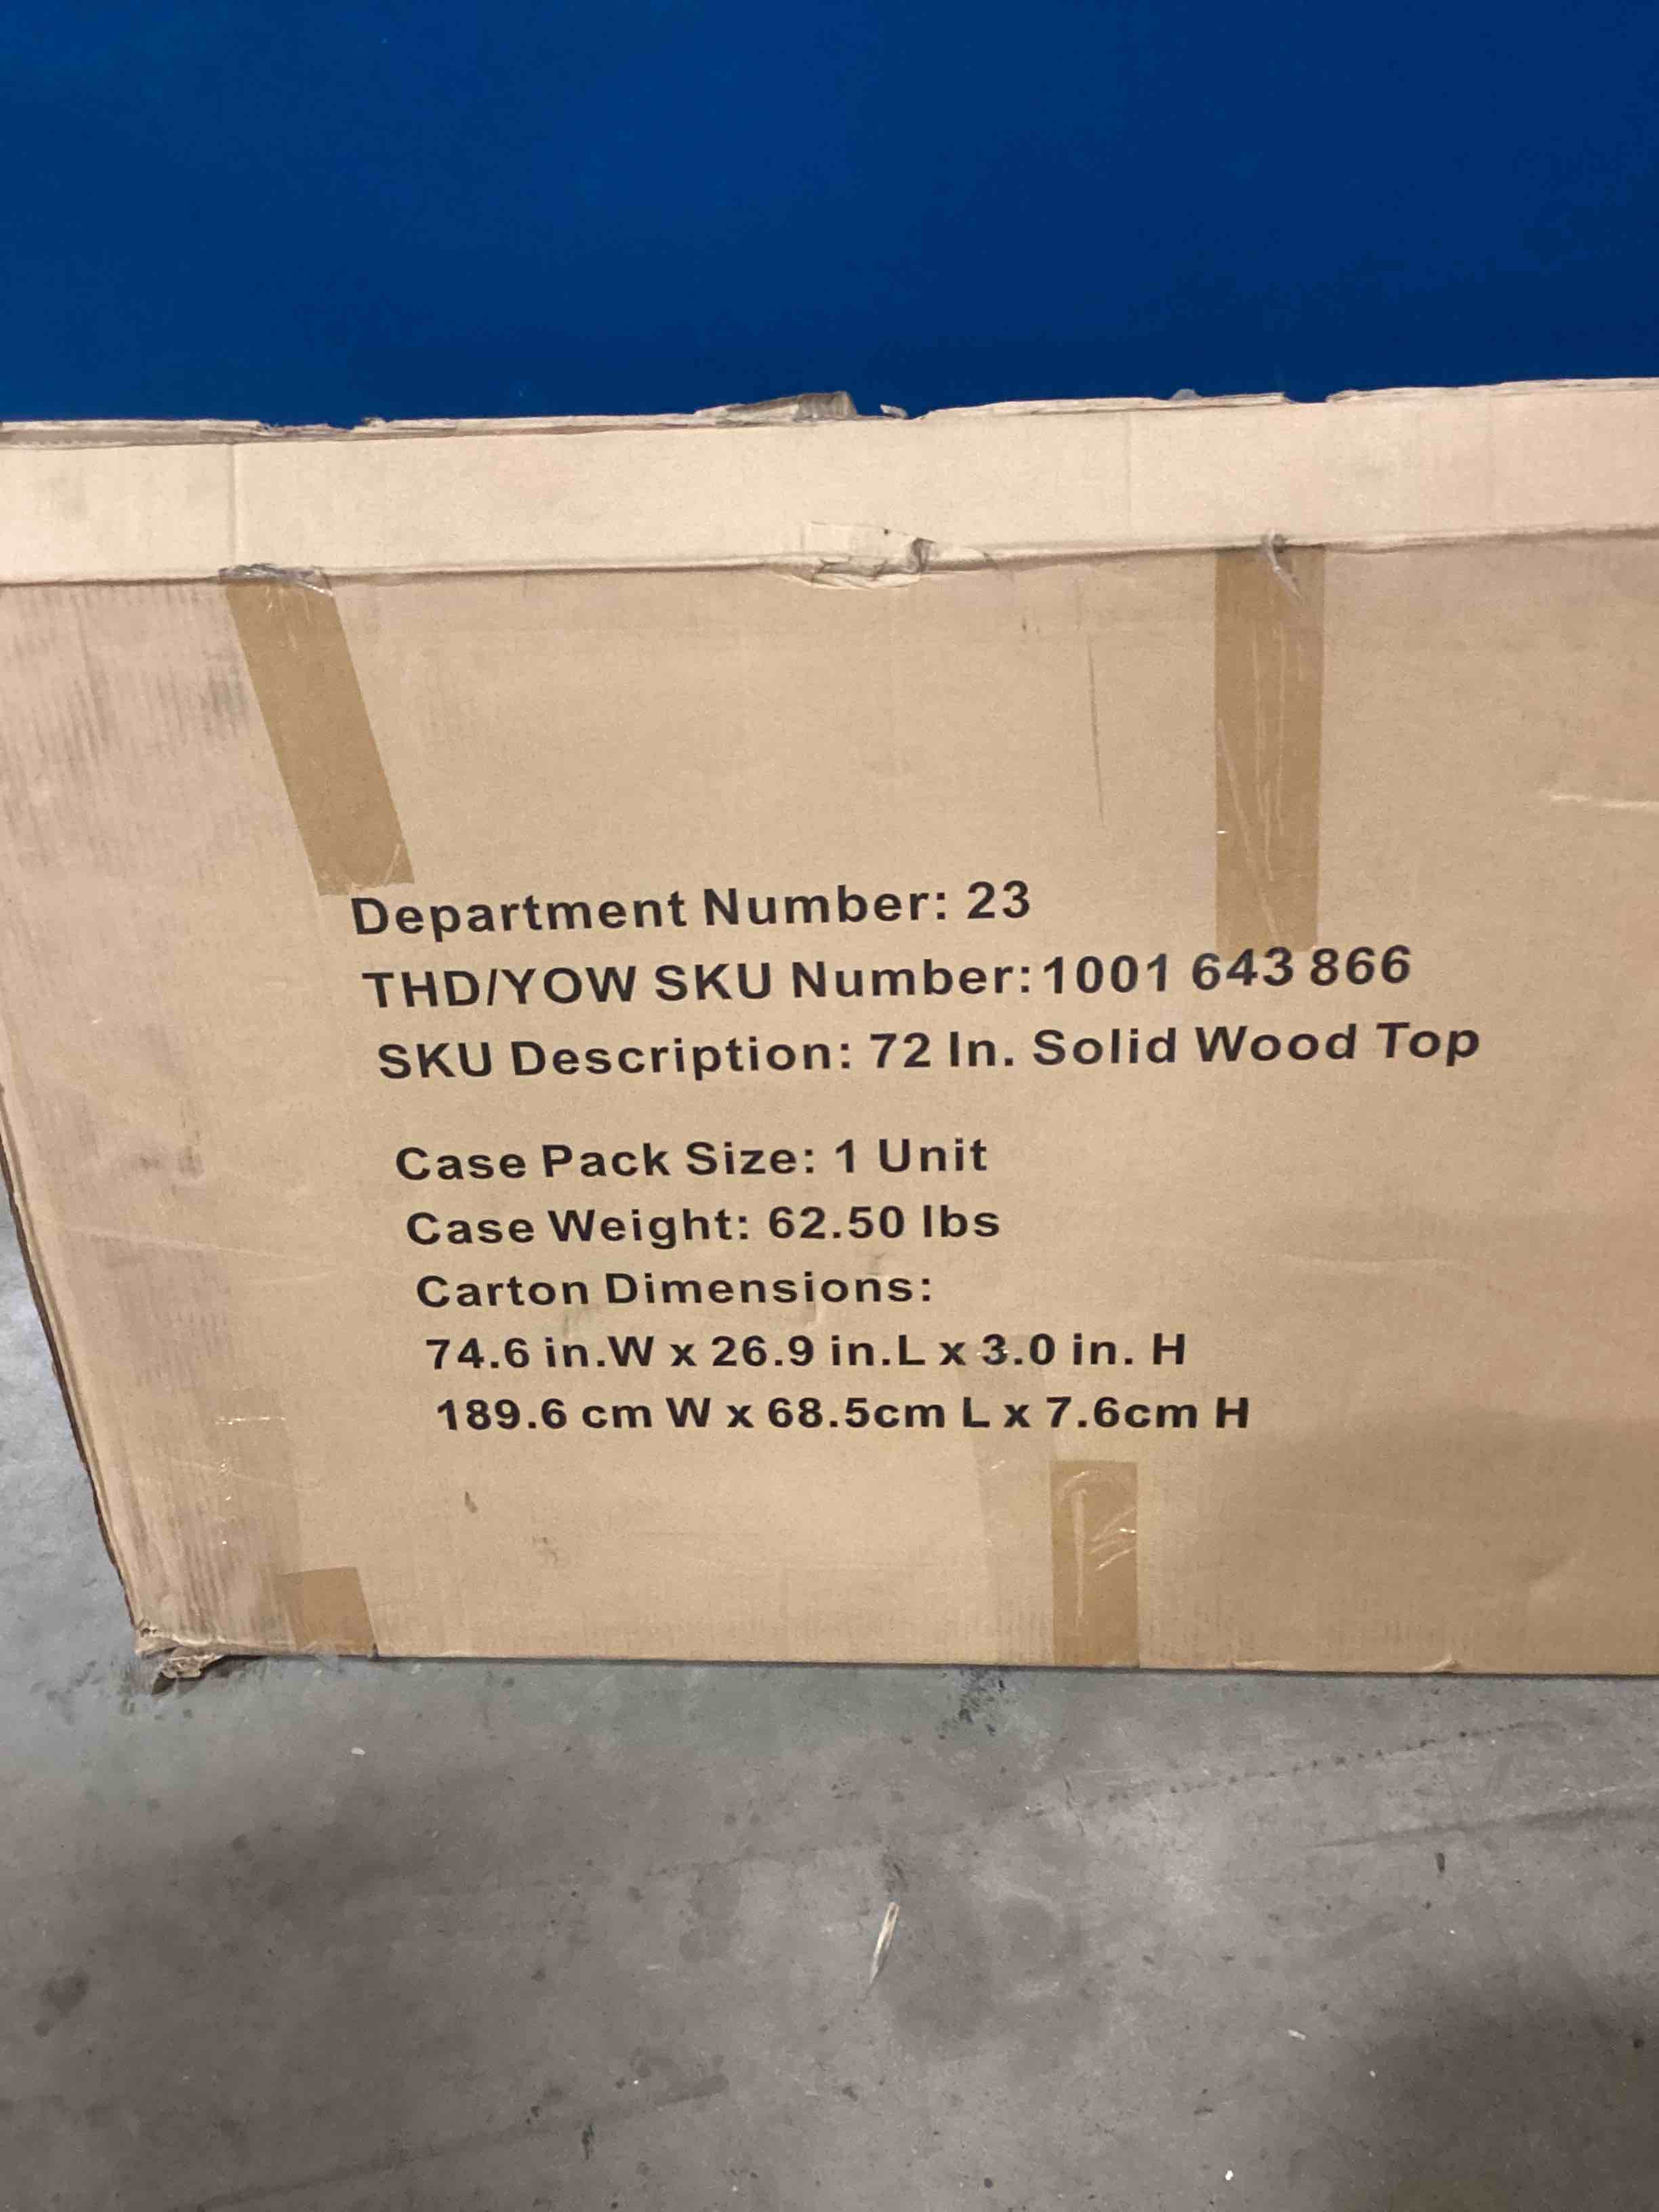 Department Number: 23
THD/YOW SKU Number:1001 643 866
SKU Description: 72 In. Solid Wood Top
Case Pack Size: 1 Unit
Case Weight: 62.50 lbs
Carton Dimensions:
74.6 in.W x 26.9 in.L x 3.0 in. H
189.6 cm W x 68.5cm L x 7.6cm H